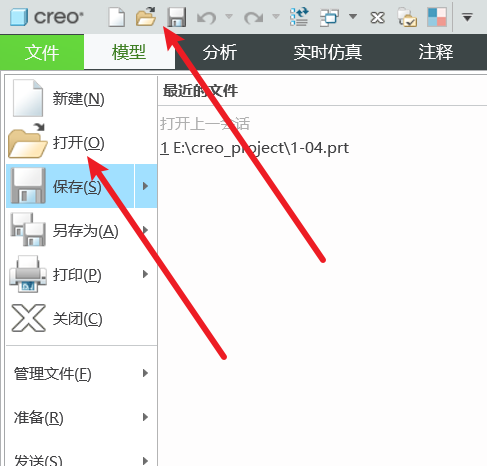 creo
文件 模型 分析 实时仿真 注释
新建(N)
打开(O)
保存(S)
另存为(A)
打印(P)
关闭(C)
管理文件(F)
准备(R)
发送(S)
最近的文件
打开上一会话
1 E:\creo_project\1-04.prt